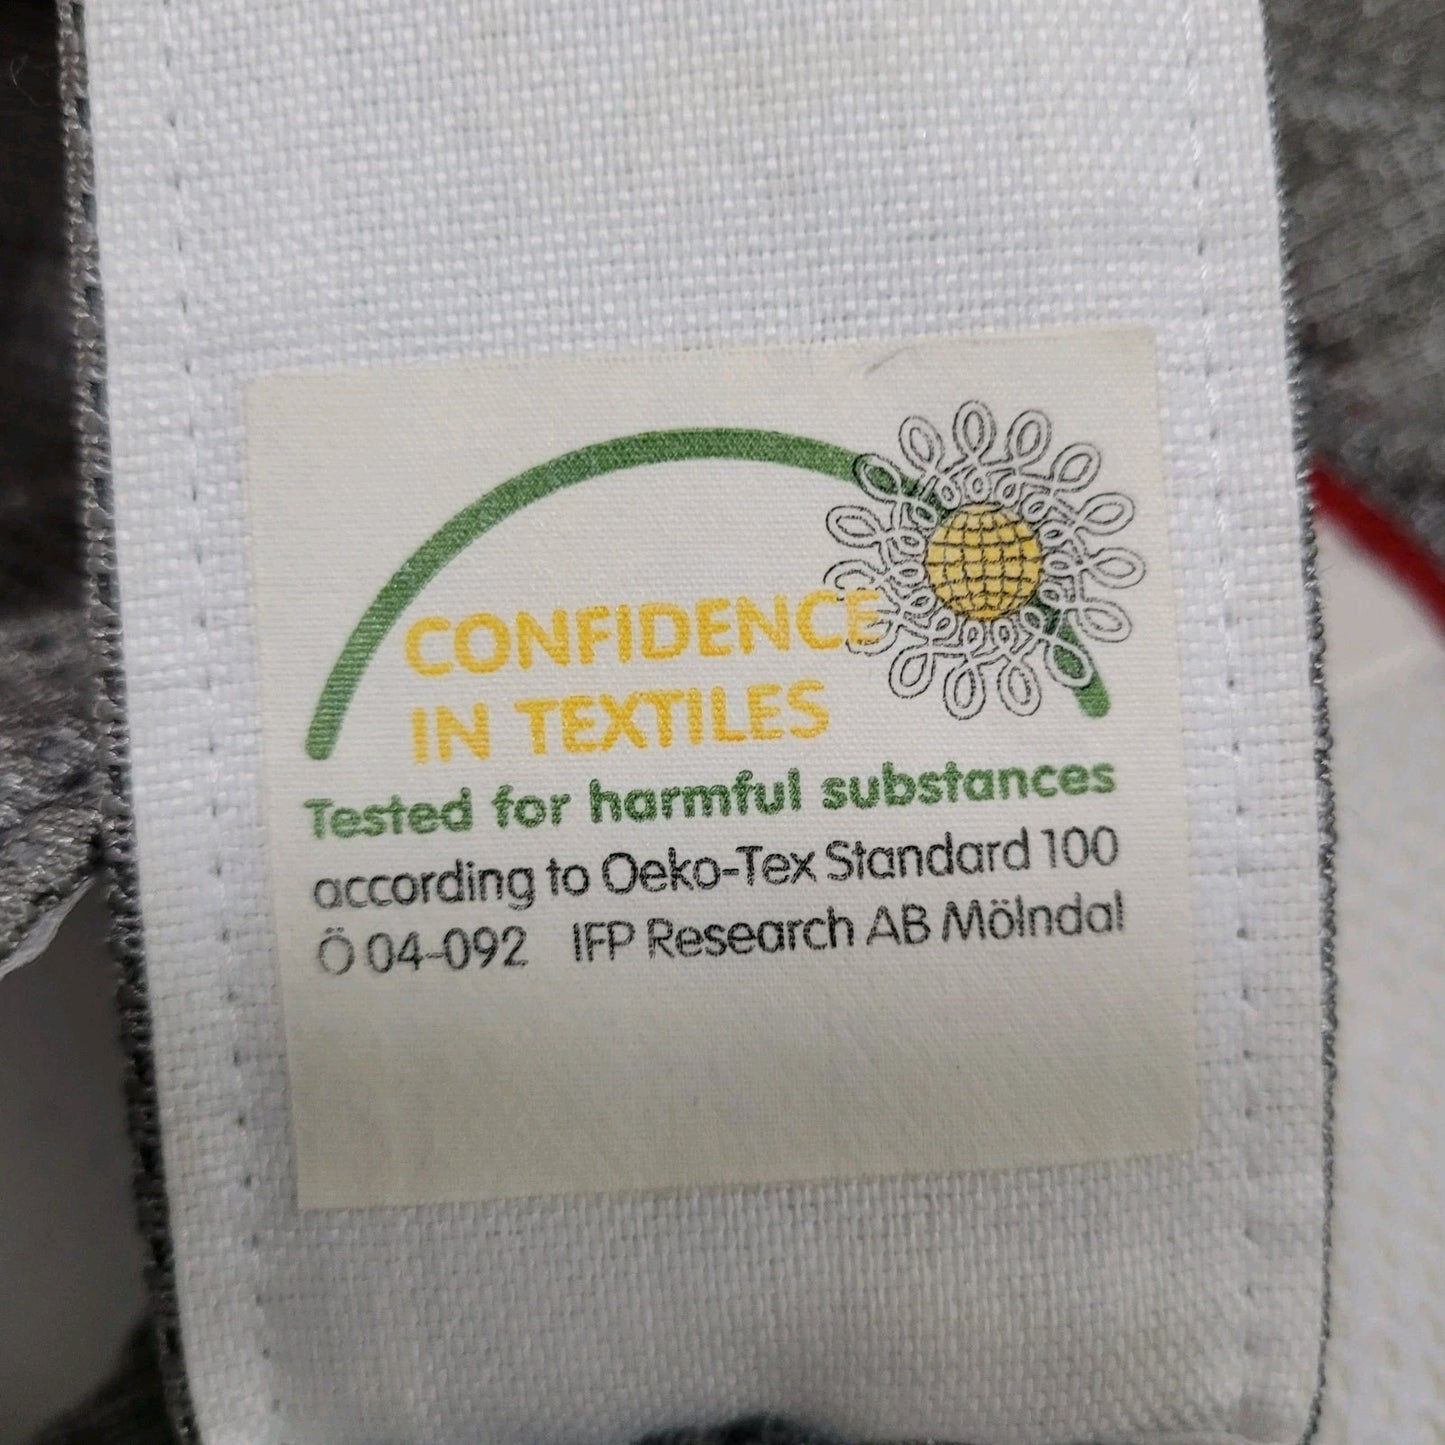 CONFIDENCE
IN TEXTILES
Tested for harmful substances
according to Oeko-Tex Standard 100
Ö 04-092 IFP Research AB Mölndal